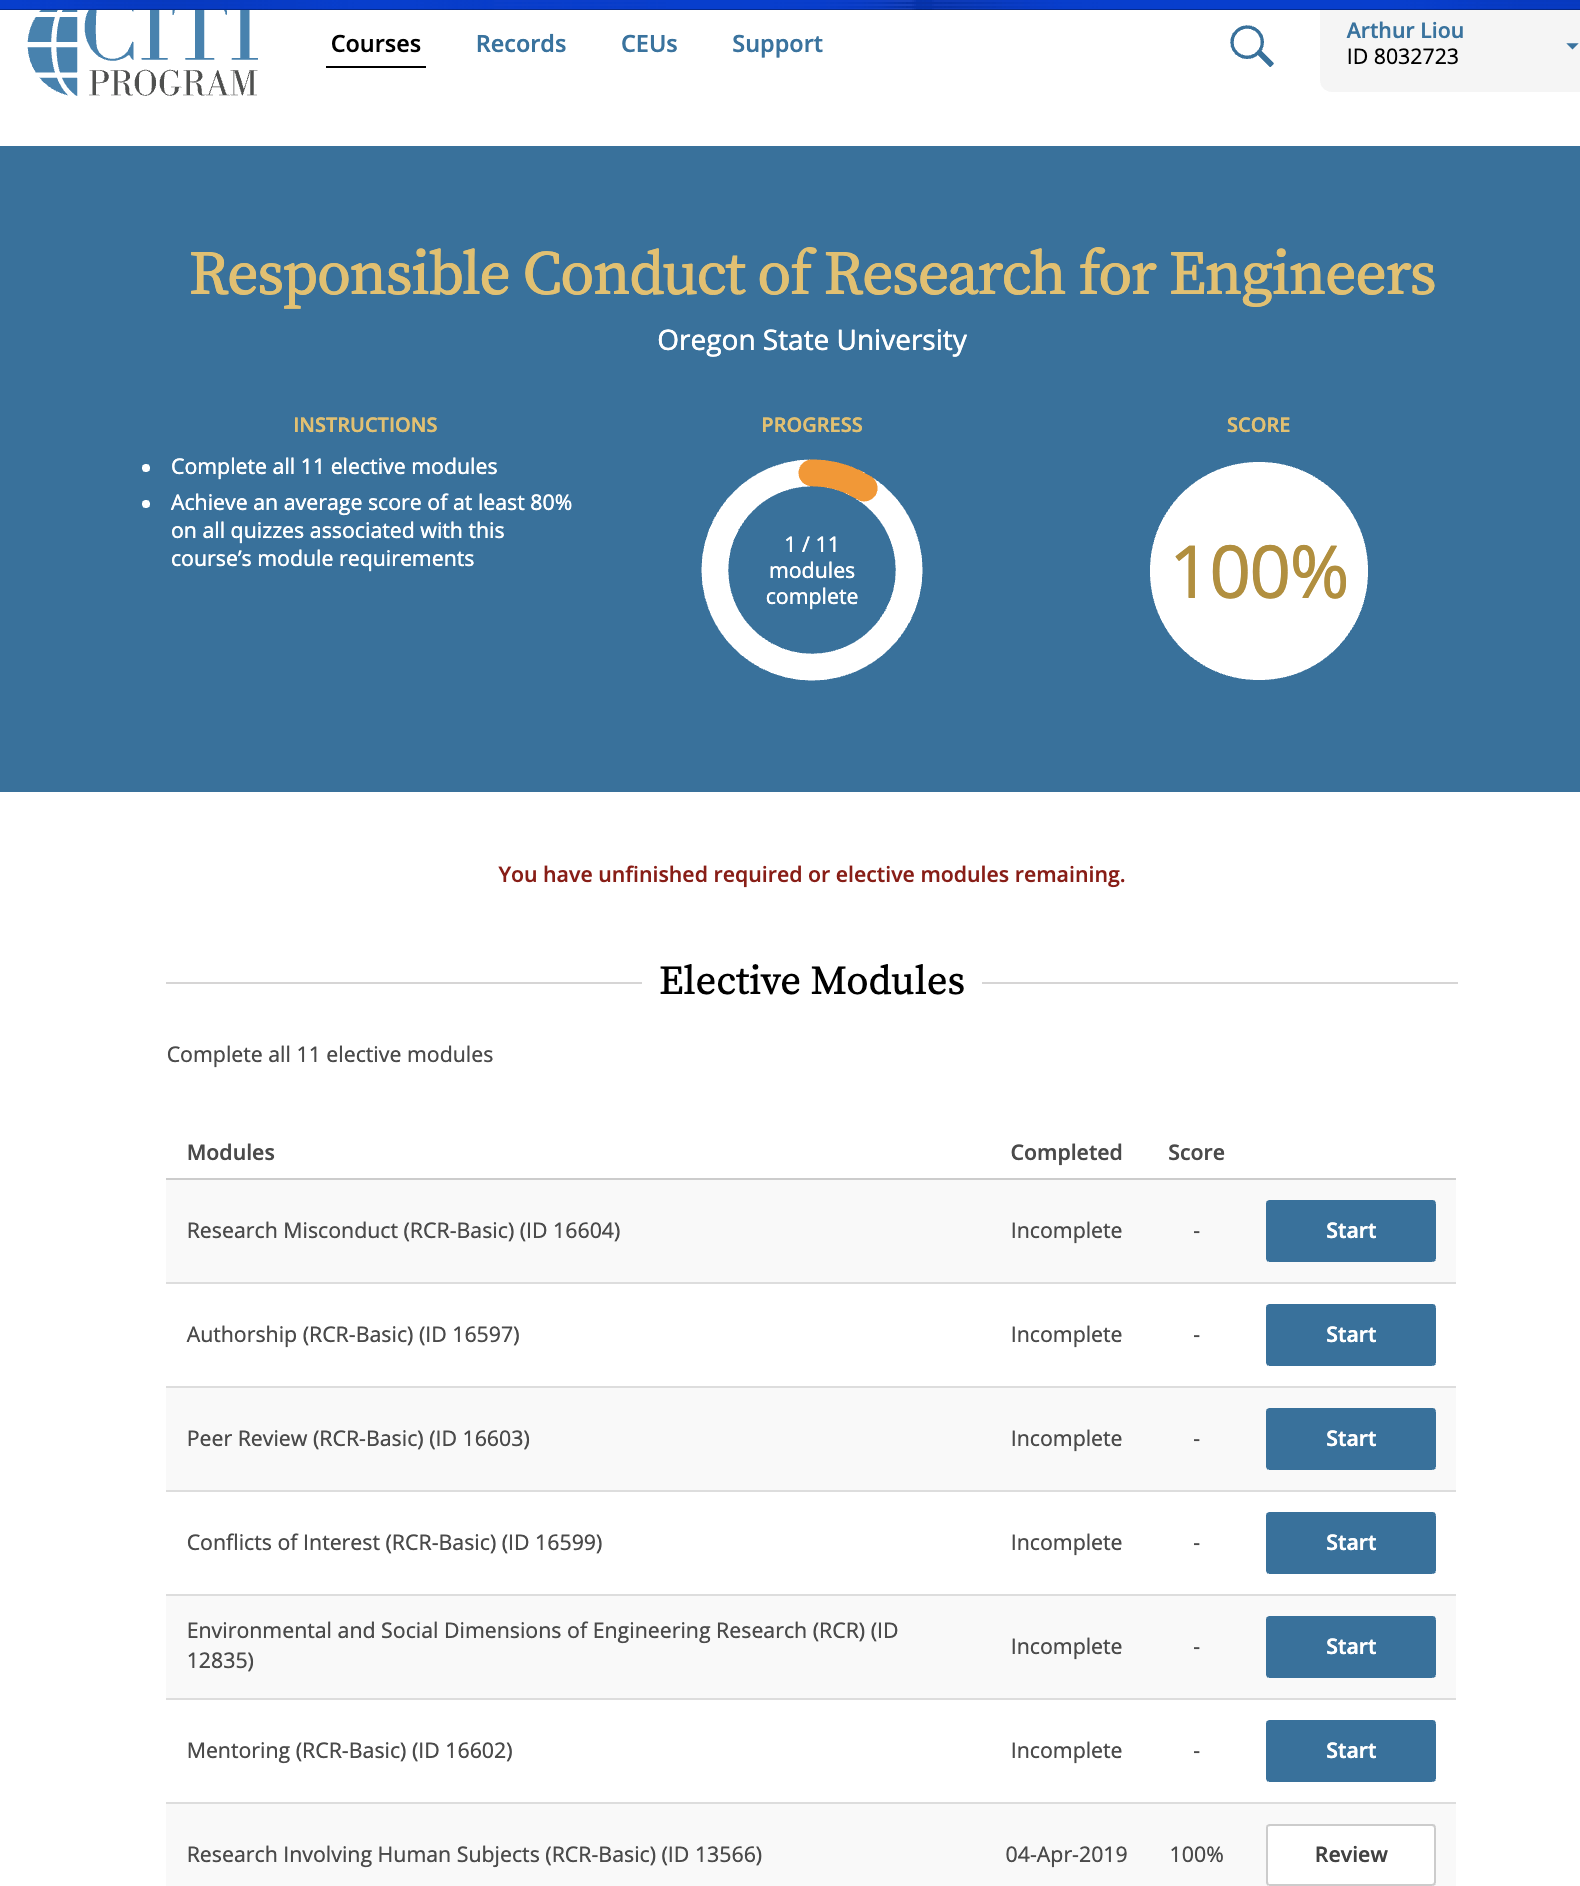 CITI
PROGRAM
Courses
Records
CEUs
Support
Arthur Liou
ID 8032723
Responsible Conduct of Research for Engineers
Oregon State University
INSTRUCTIONS
• Complete all 11 elective modules
• Achieve an average score of at least 80%
on all quizzes associated with this
course's module requirements
PROGRESS
1 / 11
modules
complete
SCORE
100%
You have unfinished required or elective modules remaining.
Elective Modules
Complete all 11 elective modules
Modules Completed Score
Research Misconduct (RCR-Basic) (ID 16604) Incomplete - Start
Authorship (RCR-Basic) (ID 16597) Incomplete - Start
Peer Review (RCR-Basic) (ID 16603) Incomplete - Start
Conflicts of Interest (RCR-Basic) (ID 16599) Incomplete - Start
Environmental and Social Dimensions of Engineering Research (RCR) (ID
12835) Incomplete - Start
Mentoring (RCR-Basic) (ID 16602) Incomplete - Start
Research Involving Human Subjects (RCR-Basic) (ID 13566) 04-Apr-2019 100% Review